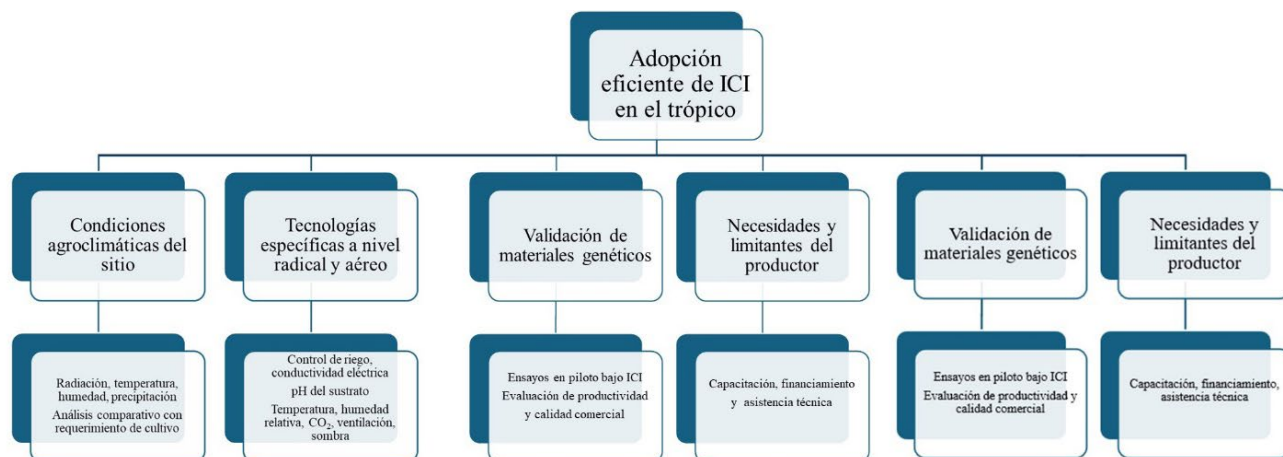 Adopción
eficiente de ICI
en el trópico
Condiciones
agroclimáticas del
sitio
Tecnologías
específicas a nivel
radical y aéreo
Validación de
materiales genéticos
Necesidades y
limitantes del
productor
Validación de
materiales genéticos
Necesidades y
limitantes del
productor
Radiación, temperatura,
humedad, precipitación
Análisis comparativo con
requerimiento de cultivo
Control de riego,
conductividad eléctrica
pH del sustrato
Temperatura, humedad
relativa, CO₂, ventilación,
sombra
Ensayos en piloto bajo ICI
Evaluación de productividad
y calidad comercial
Capacitación, financiamiento
y asistencia técnica
Ensayos en piloto bajo ICI
Evaluación de productividad y
calidad comercial
Capacitación, financiamiento,
asistencia técnica